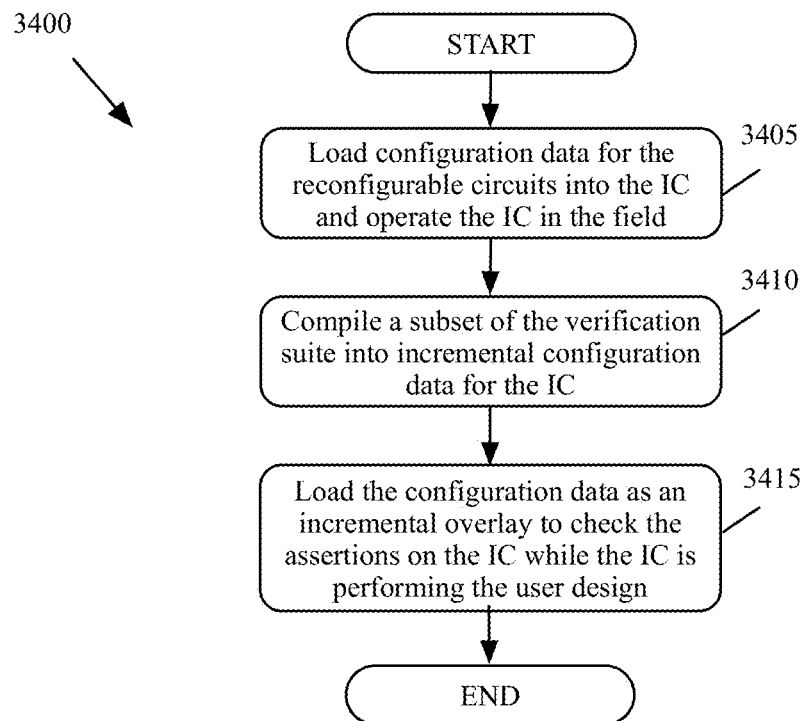 3400
START
Load configuration data for the
reconfigurable circuits into the IC
and operate the IC in the field
3405
Compile a subset of the verification
suite into incremental configuration
data for the IC
3410
Load the configuration data as an
incremental overlay to check the
assertions on the IC while the IC is
performing the user design
3415
END